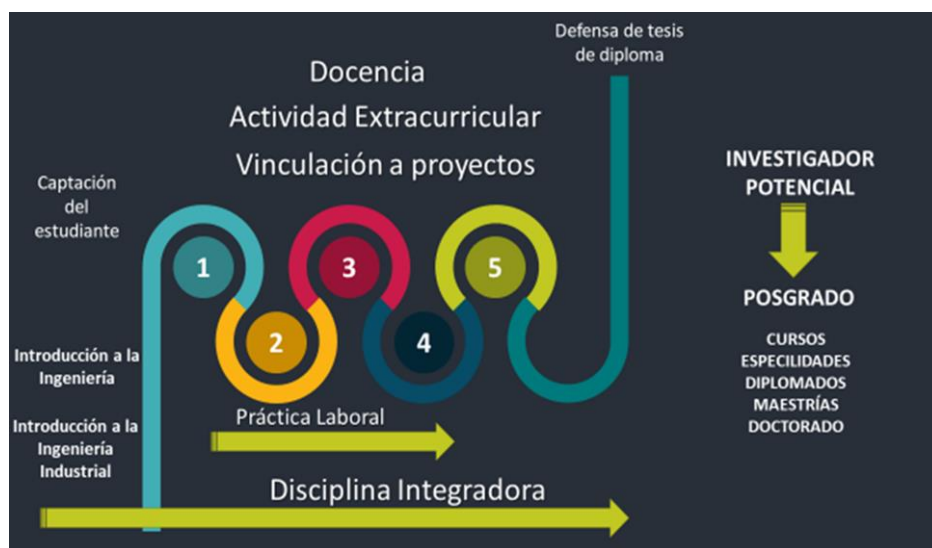 Defensa de tesis
de diploma
Docencia
Actividad Extracurricular
Vinculación a proyectos
Captación
del
estudiante
1
2
3
4
5
Introducción a la
Ingeniería
Introducción a la
Ingeniería
Industrial
Práctica Laboral
Disciplina Integradora
INVESTIGADOR
POTENCIAL
POSGRADO
CURSOS
ESPECILIDADES
DIPLOMADOS
MAESTRÍAS
DOCTORADO